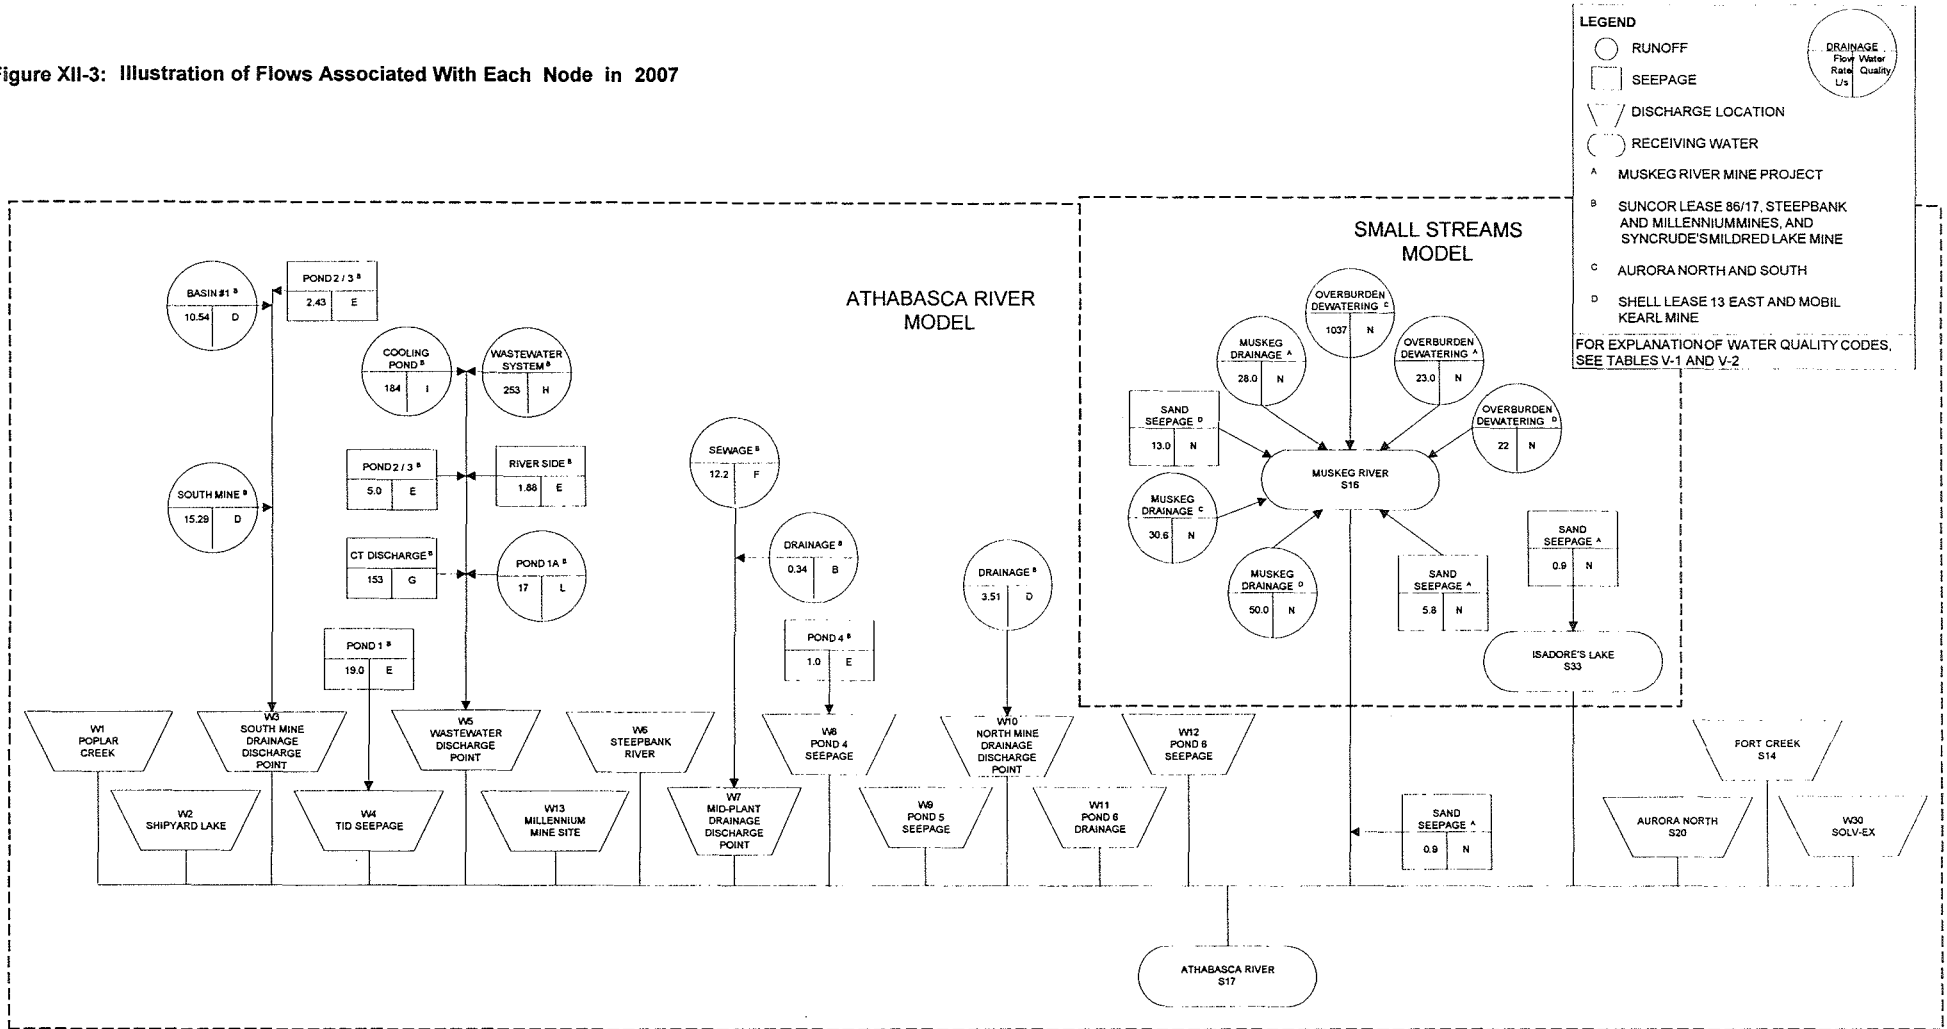 igure XII-3: Illustration of Flows Associated With Each Node in 2007
LEGEND
RUNOFF
SEEPAGE
DISCHARGE LOCATION
RECEIVING WATER
A MUSKEG RIVER MINE PROJECT
B SUNCOR LEASE 86/17, STEEPBANK
AND MILLENNIUMMINES, AND
SYNCRUDE'SMILDRED LAKE MINE
C AURORA NORTH AND SOUTH
D SHELL LEASE 13 EAST AND MOBIL
KEARL MINE
FOR EXPLANATION OF WATER QUALITY CODES,
SEE TABLES V-1 AND V-2
DRAINAGE
Flow Water
Rate Quality
L/s
ATHABASCA RIVER
MODEL
SMALL STREAMS
MODEL
BASIN #1 B
10.54 D
POND 2 / 3 B
2.43 E
SOUTH MINE B
15.29 D
COOLING
POND B
184 I
WASTEWATER
SYSTEM B
253 H
POND 2 / 3 B
5.0 E
RIVER SIDE B
1.88 E
CT DISCHARGE B
153 G
POND 1A B
17 L
POND 1 B
19.0 E
SEWAGE B
12.2 F
DRAINAGE B
0.34 B
POND 4 B
1.0 E
DRAINAGE B
3.51 D
OVERBURDEN
DEWATERING C
1037 N
MUSKEG
DRAINAGE A
28.0 N
OVERBURDEN
DEWATERING A
23.0 N
SAND
SEEPAGE D
13.0 N
OVERBURDEN
DEWATERING D
22 N
MUSKEG RIVER
S16
MUSKEG
DRAINAGE C
30.6 N
MUSKEG
DRAINAGE D
50.0 N
SAND
SEEPAGE A
5.8 N
SAND
SEEPAGE A
0.9 N
ISADORE'S LAKE
S33
W1
POPLAR
CREEK
W3
SOUTH MINE
DRAINAGE
DISCHARGE
POINT
W5
WASTEWATER
DISCHARGE
POINT
W6
STEEPBANK
RIVER
W8
POND 4
SEEPAGE
W10
NORTH MINE
DRAINAGE
DISCHARGE
POINT
W12
POND 6
SEEPAGE
FORT CREEK
S14
W2
SHIPYARD LAKE
W4
TID SEEPAGE
W13
MILLENNIUM
MINE SITE
W7
MID-PLANT
DRAINAGE
DISCHARGE
POINT
W9
POND 5
SEEPAGE
W11
POND 6
DRAINAGE
SAND
SEEPAGE A
0.9 N
AURORA NORTH
S20
W30
SOLV-EX
ATHABASCA RIVER
S17